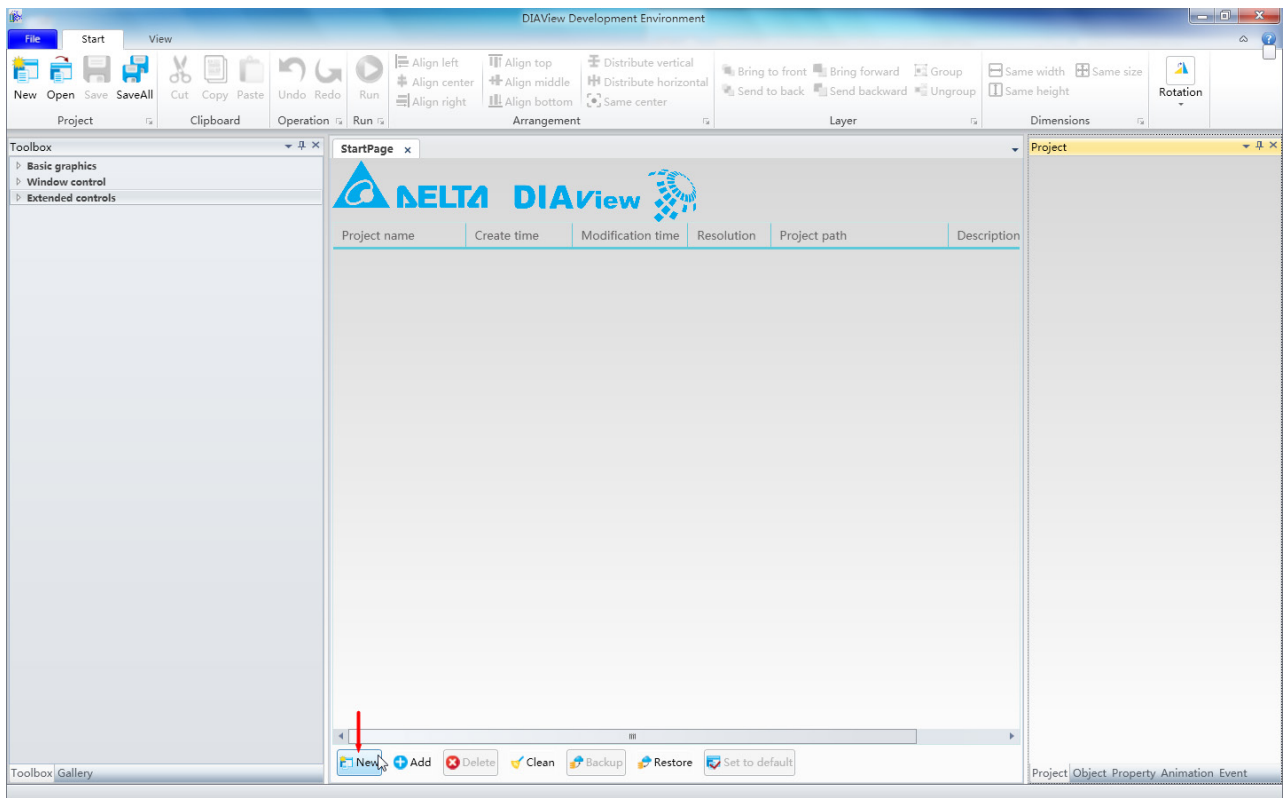 DIAView Development Environment
File Start View
New Open Save SaveAll Cut Copy Paste Undo Redo Run
Align left Align top Distribute vertical
Align center Align middle Distribute horizontal
Align right Align bottom Same center
Bring to front Bring forward Group
Send to back Send backward Ungroup
Same width Same size
Same height
Rotation
Project Clipboard Operation Run Arrangement Layer Dimensions
Toolbox
Basic graphics
Window control
Extended controls
StartPage
DELTA DIAView
Project name Create time Modification time Resolution Project path Description
New Add Delete Clean Backup Restore Set to default
Toolbox Gallery
Project
Project Object Property Animation Event